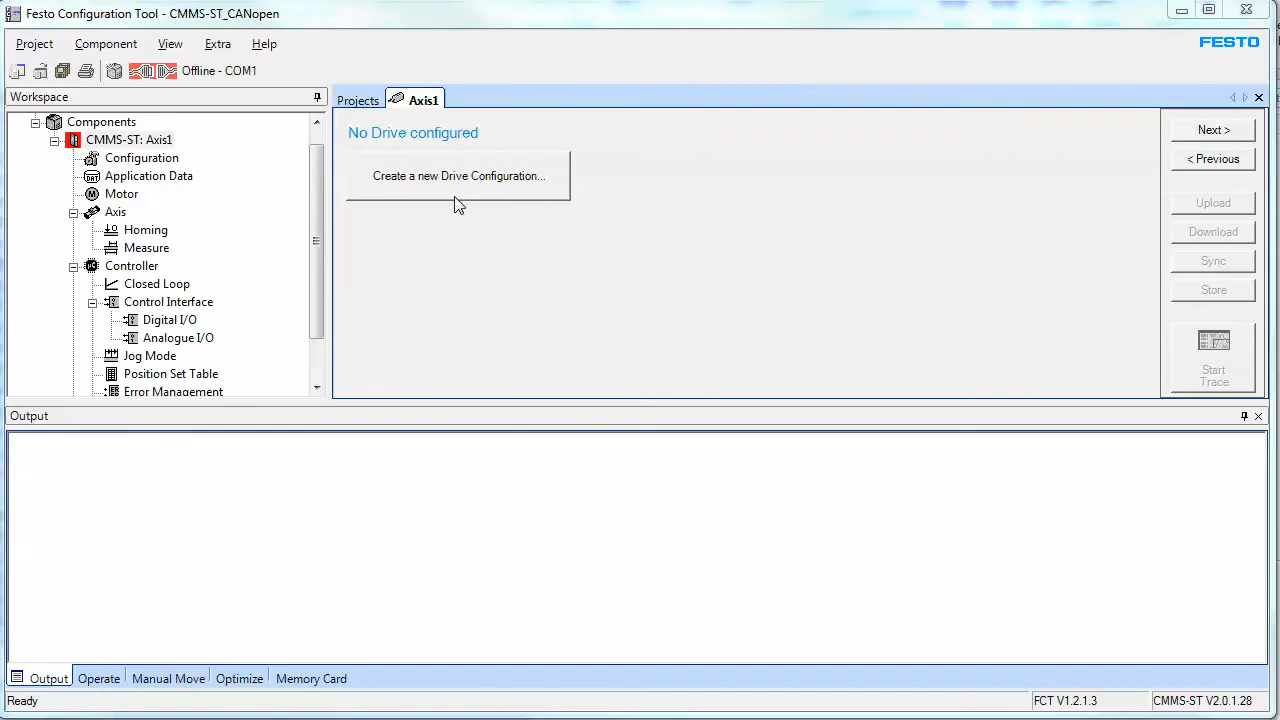 Festo Configuration Tool - CMMS-ST_CANopen
Project Component View Extra Help
FESTO
Offline - COM1
Workspace
Components
CMMS-ST: Axis1
Configuration
Application Data
Motor
Axis
Homing
Measure
Controller
Closed Loop
Control Interface
Digital I/O
Analogue I/O
Jog Mode
Position Set Table
Error Management
Projects Axis1
No Drive configured
Create a new Drive Configuration...
Next >
< Previous
Upload
Download
Sync
Store
Start
Trace
Output
Output Operate Manual Move Optimize Memory Card
Ready
FCT V1.2.1.3
CMMS-ST V2.0.1.28